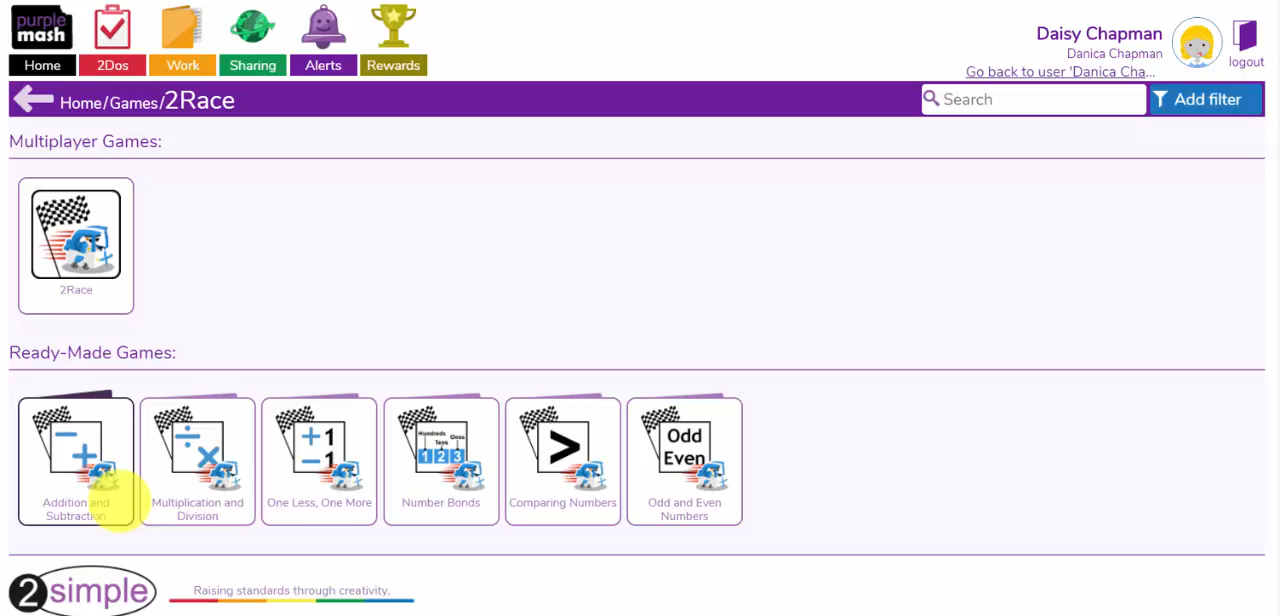 purple
mash
Home
2Dos
Work
Sharing
Alerts
Rewards
Daisy Chapman
Danica Chapman
Go back to user 'Danica Cha...
logout
Home/Games/2Race
Search
Add filter
Multiplayer Games:
2Race
Ready-Made Games:
- +
Addition and
Subtraction
÷ ×
Multiplication and
Division
+1
-1
One Less, One More
Hundreds
Tens
Ones
1 2 3
Number Bonds
>
Comparing Numbers
Odd
Even
Odd and Even
Numbers
2simple
Raising standards through creativity.